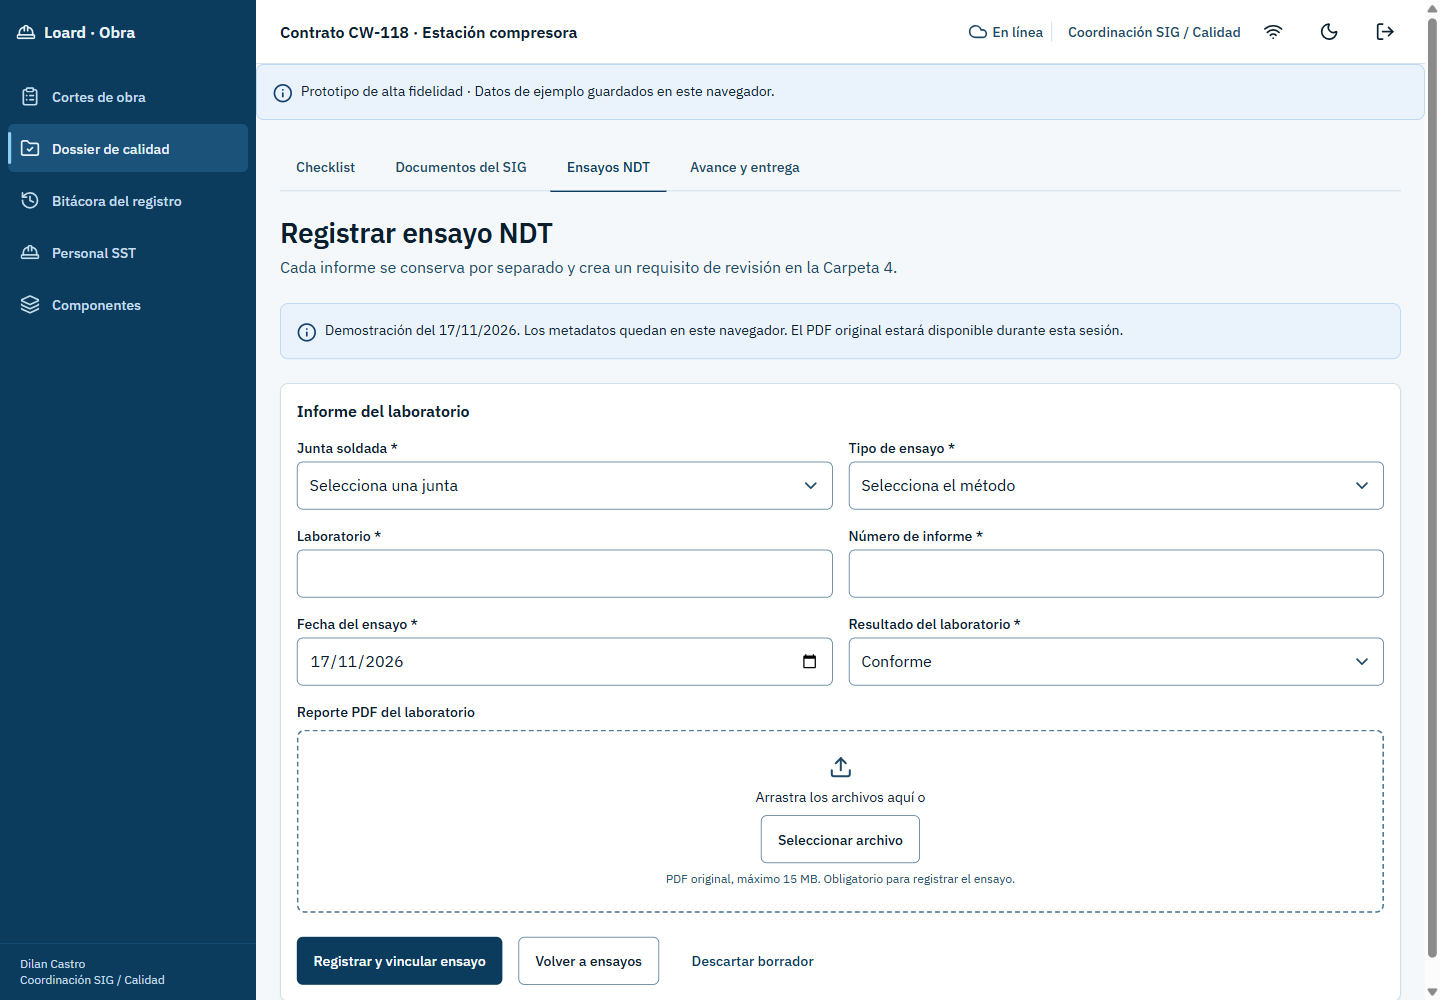 Loard · Obra
Contrato CW-118 · Estación compresora
En línea
Coordinación SIG / Calidad
Cortes de obra
Dossier de calidad
Bitácora del registro
Personal SST
Componentes
Prototipo de alta fidelidad · Datos de ejemplo guardados en este navegador.
Checklist
Documentos del SIG
Ensayos NDT
Avance y entrega
Registrar ensayo NDT
Cada informe se conserva por separado y crea un requisito de revisión en la Carpeta 4.
Demostración del 17/11/2026. Los metadatos quedan en este navegador. El PDF original estará disponible durante esta sesión.
Informe del laboratorio
Junta soldada *
Selecciona una junta
Tipo de ensayo *
Selecciona el método
Laboratorio *
Número de informe *
Fecha del ensayo *
17/11/2026
Resultado del laboratorio *
Conforme
Reporte PDF del laboratorio
Arrastra los archivos aquí o
Seleccionar archivo
PDF original, máximo 15 MB. Obligatorio para registrar el ensayo.
Registrar y vincular ensayo
Volver a ensayos
Descartar borrador
Dilan Castro
Coordinación SIG / Calidad